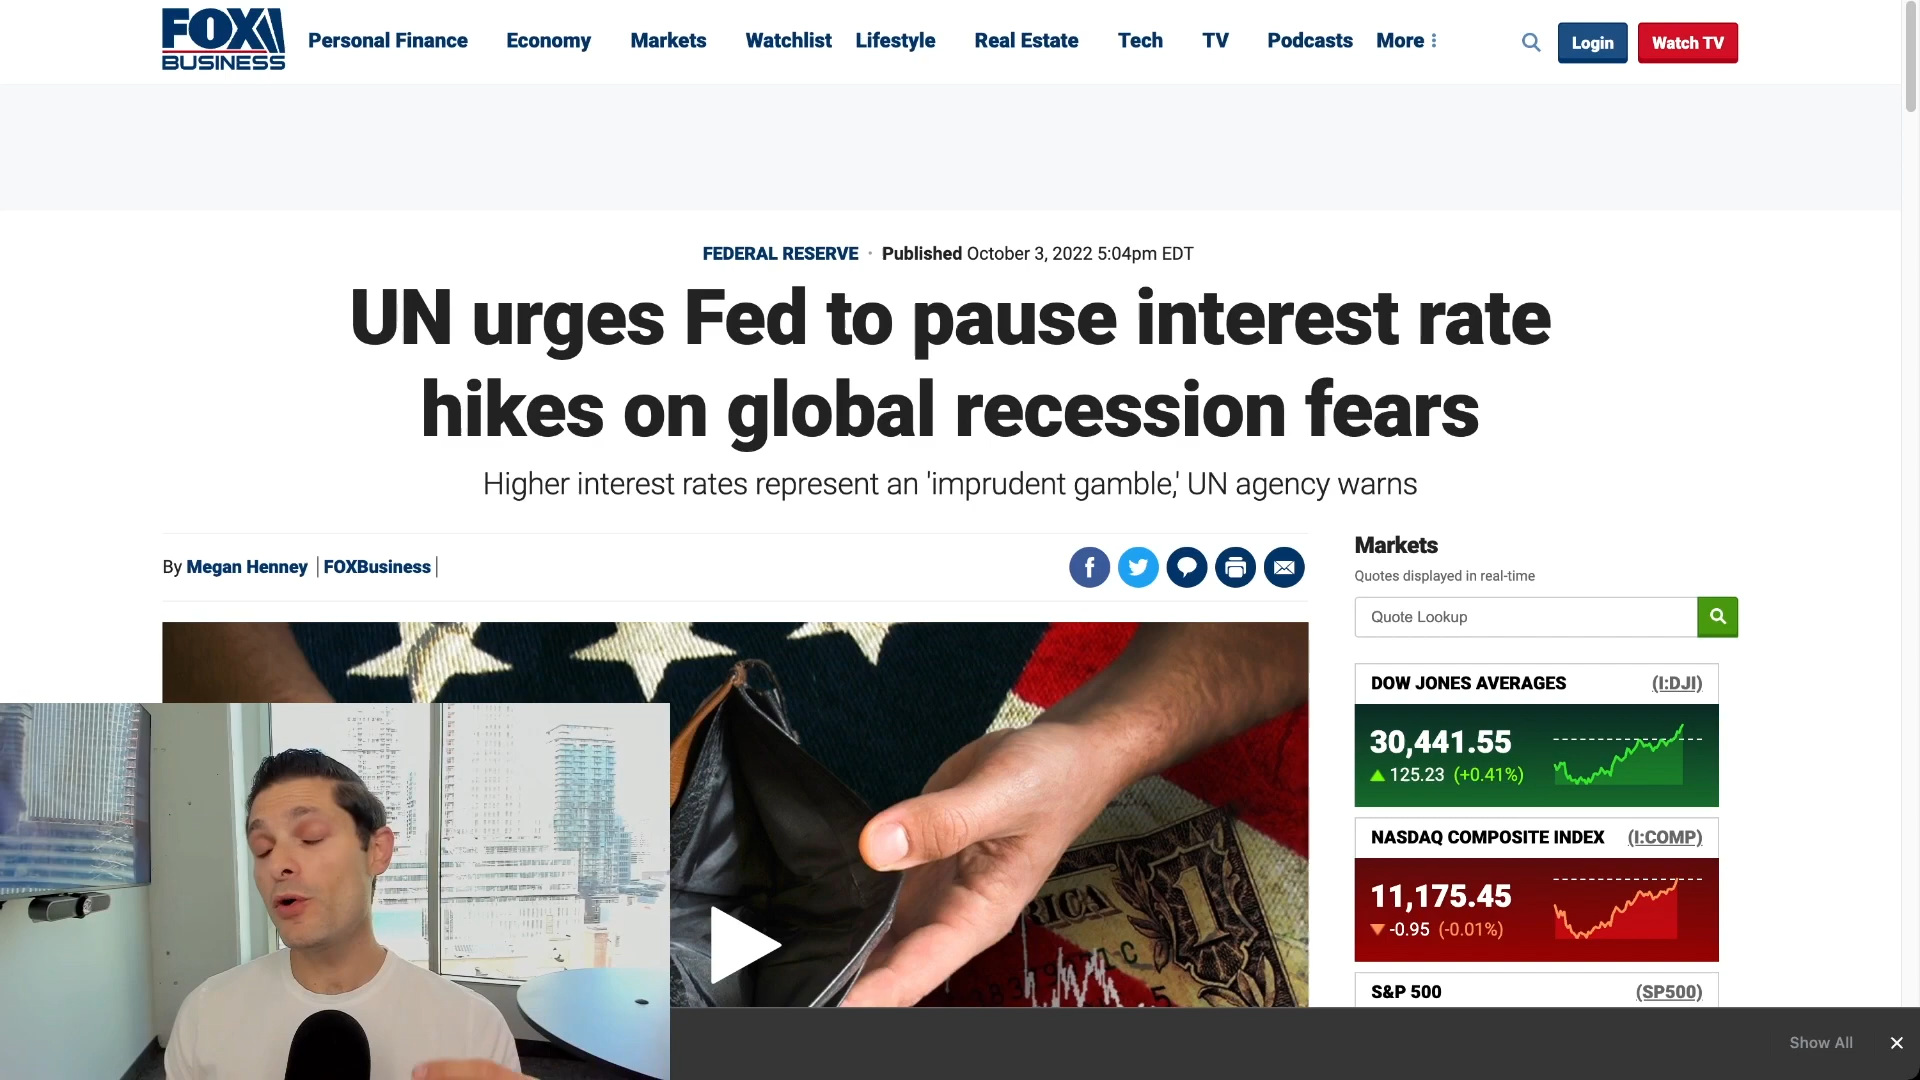 FOX
BUSINESS
Personal Finance
Economy
Markets
Watchlist
Lifestyle
Real Estate
Tech
TV
Podcasts
More
Login
Watch TV
FEDERAL RESERVE · Published October 3, 2022 5:04pm EDT
UN urges Fed to pause interest rate
hikes on global recession fears
Higher interest rates represent an 'imprudent gamble,' UN agency warns
By Megan Henney | FOXBusiness |
Markets
Quotes displayed in real-time
Quote Lookup
DOW JONES AVERAGES (I:DJI)
30,441.55
125.23 (+0.41%)
NASDAQ COMPOSITE INDEX (I:COMP)
11,175.45
-0.95 (-0.01%)
S&P 500 (SP500)
RICA
1
Show All